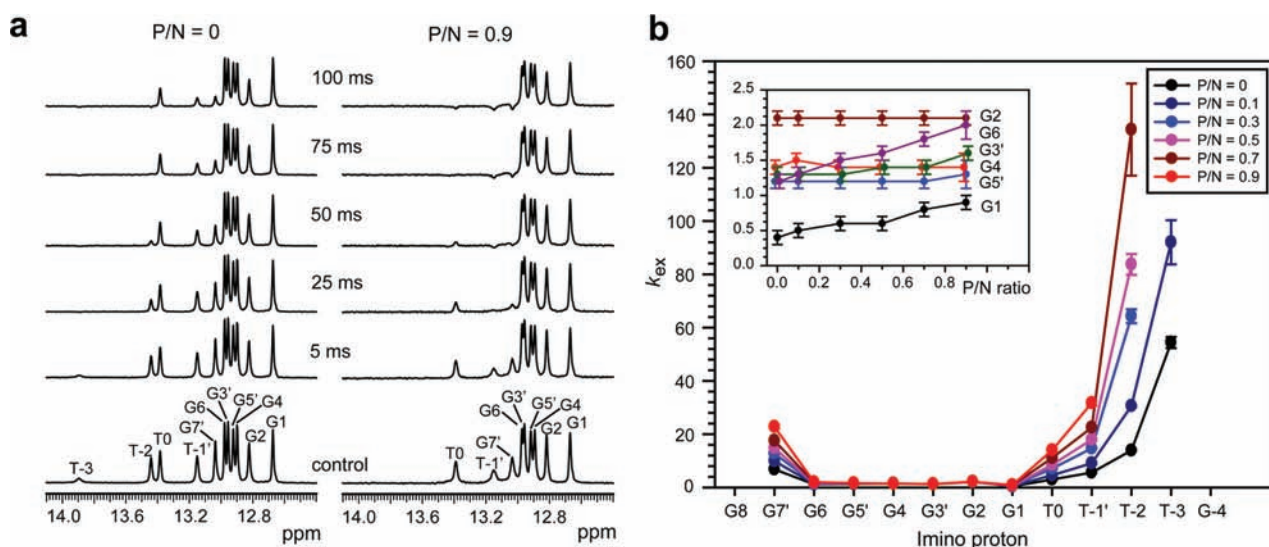 a
P/N = 0
P/N = 0.9
100 ms
75 ms
50 ms
25 ms
5 ms
control
T-3
T-2
T0
T-1'
G7'
G6
G3'
G5'
G4
G2
G1
T0
T-1'
G7'
G6
G3'
G5'
G4
G2
G1
14.0 13.6 13.2 12.8
ppm
14.0 13.6 13.2 12.8
ppm
b
160
140
120
100
80
60
40
20
0
kex
2.5
2.0
1.5
1.0
0.5
0.0
G2
G6
G3'
G4
G5'
G1
0.0 0.2 0.4 0.6 0.8
P/N ratio
P/N = 0
P/N = 0.1
P/N = 0.3
P/N = 0.5
P/N = 0.7
P/N = 0.9
G8 G7' G6 G5' G4 G3' G2 G1 T0 T-1' T-2 T-3 G-4
Imino proton